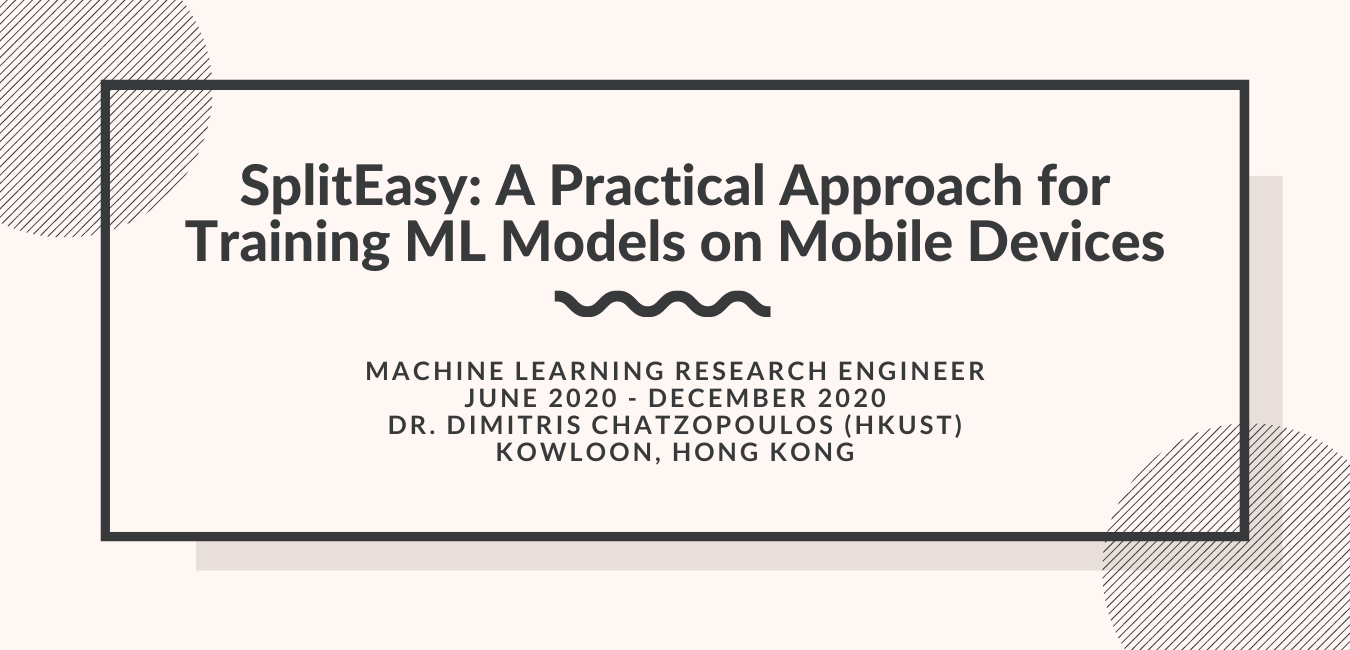 SplitEasy: A Practical Approach for
Training ML Models on Mobile Devices
MACHINE LEARNING RESEARCH ENGINEER
JUNE 2020 - DECEMBER 2020
DR. DIMITRIS CHATZOPOULOS (HKUST)
KOWLOON, HONG KONG